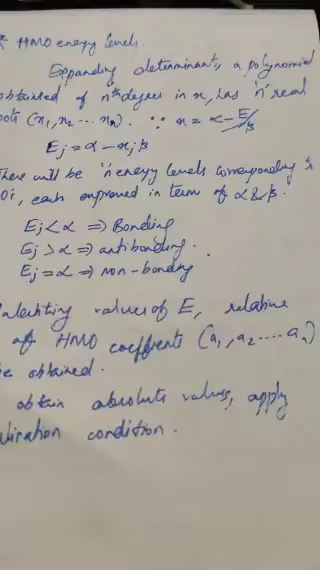 * HMO energy levels.
Expanding determinant, a polynomial
obtained of nth degree in x, has 'n' real
oots (x1, x2 ... xn). ∵ x = α - E/β
Ej = α - xjβ
There will be 'n' energy levels corresponding to
each expressed in term of α & β.
Ej < α ⇒ Bonding
Ej > α ⇒ antibonding.
Ej = α ⇒ non-bonding
values of E, relative
of HMO coefficients (a1, a2 .... an)
be obtained.
obtain absolute values, apply
alisation condition.